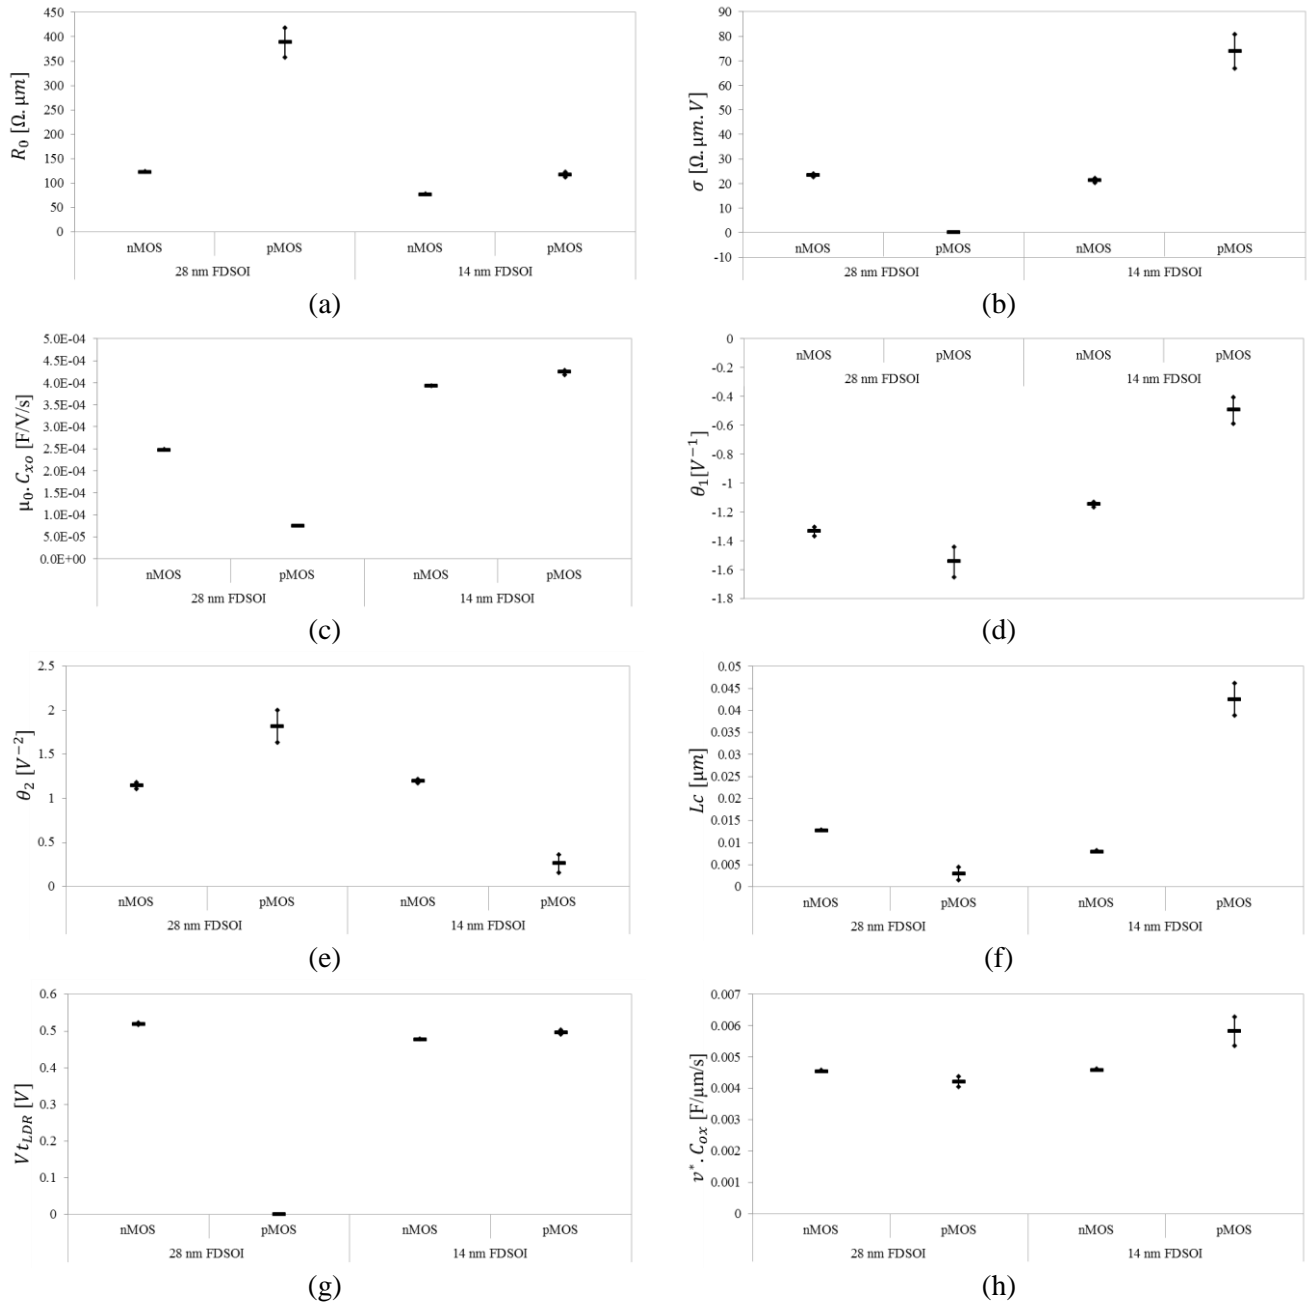 R₀ [Ω.μm]
450
400
350
300
250
200
150
100
50
0
nMOS pMOS nMOS pMOS
28 nm FDSOI 14 nm FDSOI
(a)
σ [Ω.μm.V]
90
80
70
60
50
40
30
20
10
0
-10
nMOS pMOS nMOS pMOS
28 nm FDSOI 14 nm FDSOI
(b)
μ₀.Cₓₒ [F/V/s]
5.0E-04
4.5E-04
4.0E-04
3.5E-04
3.0E-04
2.5E-04
2.0E-04
1.5E-04
1.0E-04
5.0E-05
0.0E+00
nMOS pMOS nMOS pMOS
28 nm FDSOI 14 nm FDSOI
(c)
θ₁[V⁻¹]
0
-0.2
-0.4
-0.6
-0.8
-1
-1.2
-1.4
-1.6
-1.8
nMOS pMOS nMOS pMOS
28 nm FDSOI 14 nm FDSOI
(d)
θ₂ [V⁻²]
2.5
2
1.5
1
0.5
0
nMOS pMOS nMOS pMOS
28 nm FDSOI 14 nm FDSOI
(e)
Lc [μm]
0.05
0.045
0.04
0.035
0.03
0.025
0.02
0.015
0.01
0.005
0
nMOS pMOS nMOS pMOS
28 nm FDSOI 14 nm FDSOI
(f)
Vt_LDR [V]
0.6
0.5
0.4
0.3
0.2
0.1
0
nMOS pMOS nMOS pMOS
28 nm FDSOI 14 nm FDSOI
(g)
v*.Cₒₓ [F/μm/s]
0.007
0.006
0.005
0.004
0.003
0.002
0.001
0
nMOS pMOS nMOS pMOS
28 nm FDSOI 14 nm FDSOI
(h)